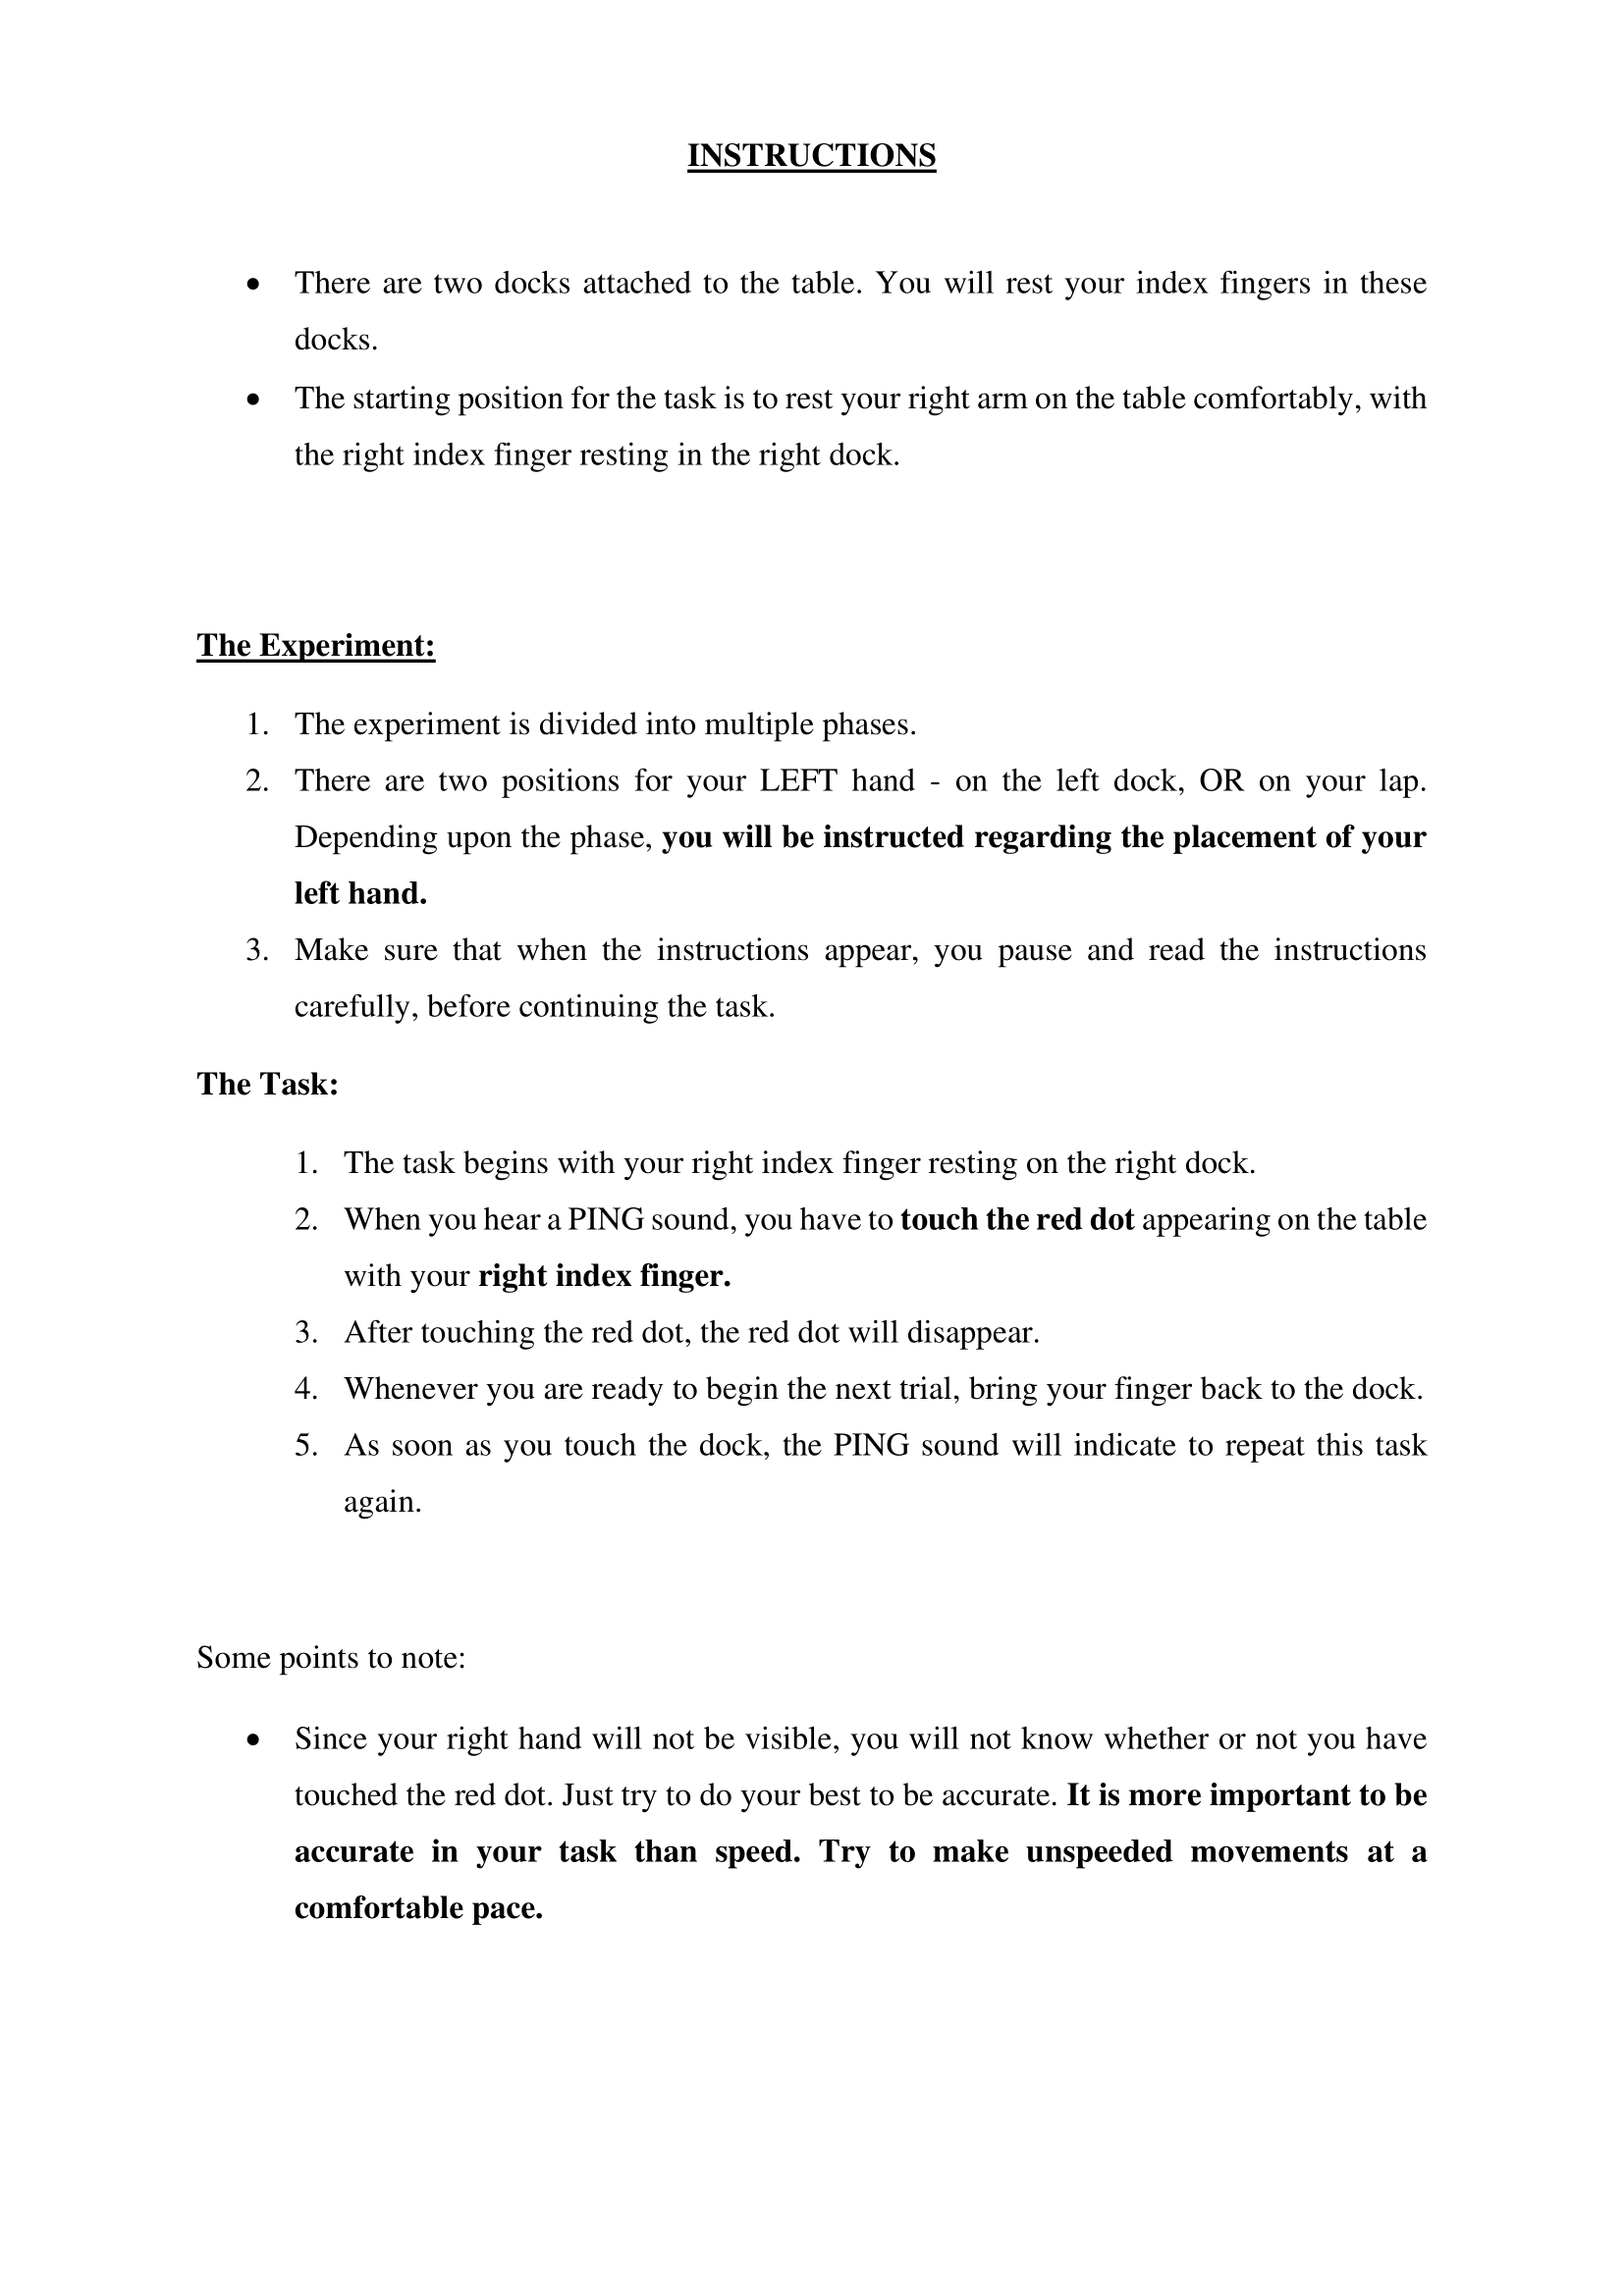 INSTRUCTIONS
• There are two docks attached to the table. You will rest your index fingers in these
docks.
• The starting position for the task is to rest your right arm on the table comfortably, with
the right index finger resting in the right dock.
The Experiment:
1. The experiment is divided into multiple phases.
2. There are two positions for your LEFT hand - on the left dock, OR on your lap.
Depending upon the phase, you will be instructed regarding the placement of your
left hand.
3. Make sure that when the instructions appear, you pause and read the instructions
carefully, before continuing the task.
The Task:
1. The task begins with your right index finger resting on the right dock.
2. When you hear a PING sound, you have to touch the red dot appearing on the table
with your right index finger.
3. After touching the red dot, the red dot will disappear.
4. Whenever you are ready to begin the next trial, bring your finger back to the dock.
5. As soon as you touch the dock, the PING sound will indicate to repeat this task
again.
Some points to note:
• Since your right hand will not be visible, you will not know whether or not you have
touched the red dot. Just try to do your best to be accurate. It is more important to be
accurate in your task than speed. Try to make unspeeded movements at a
comfortable pace.